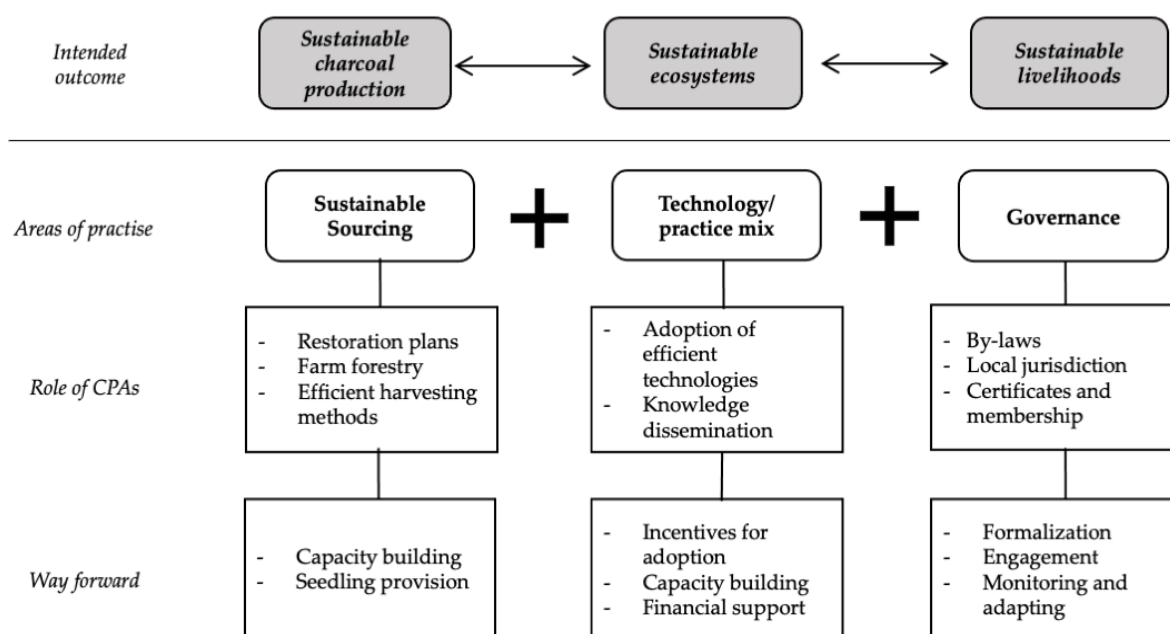 Intended
outcome
Sustainable
charcoal
production
Sustainable
ecosystems
Sustainable
livelihoods
Areas of practise
Sustainable
Sourcing
Technology/
practice mix
Governance
Role of CPAs
- Restoration plans
- Farm forestry
- Efficient harvesting
methods
- Adoption of
efficient
technologies
- Knowledge
dissemination
- By-laws
- Local jurisdiction
- Certificates and
membership
Way forward
- Capacity building
- Seedling provision
- Incentives for
adoption
- Capacity building
- Financial support
- Formalization
- Engagement
- Monitoring and
adapting